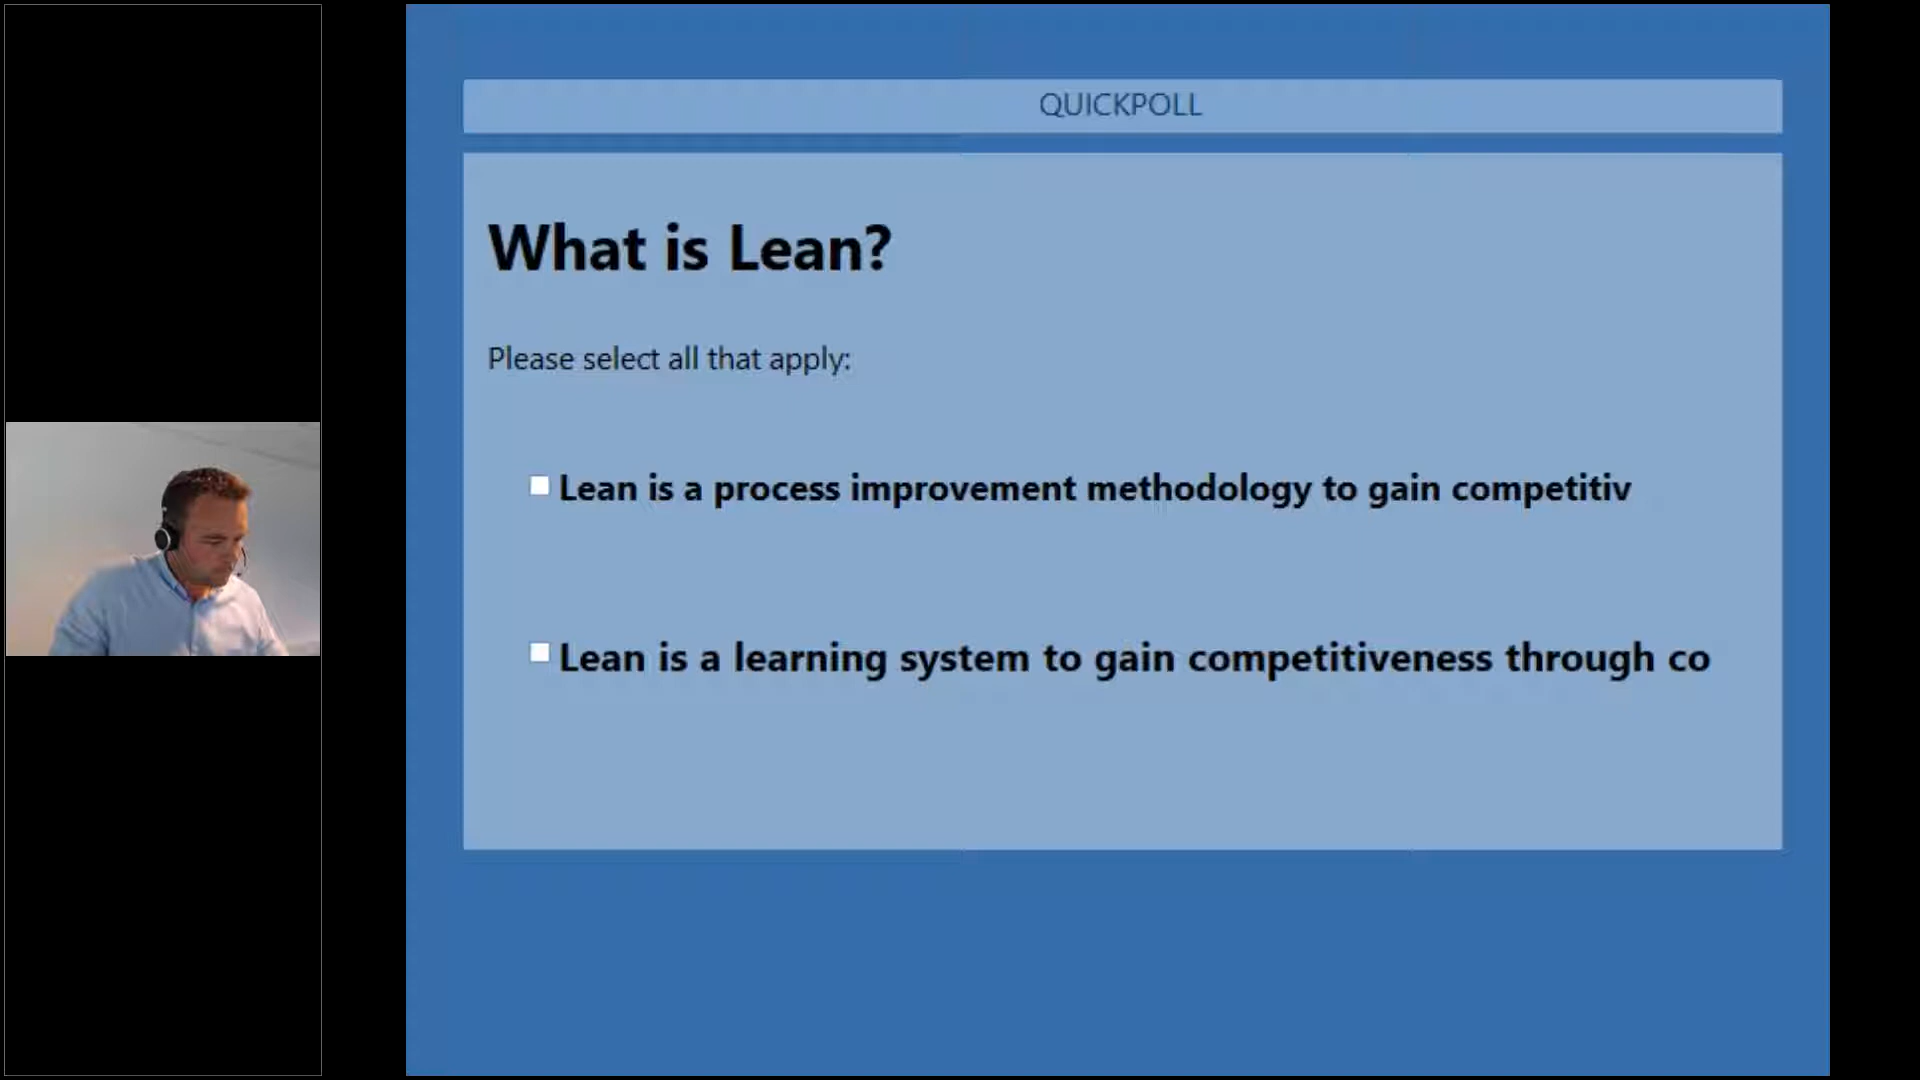 QUICKPOLL
What is Lean?
Please select all that apply:
Lean is a process improvement methodology to gain competitiv
Lean is a learning system to gain competitiveness through co